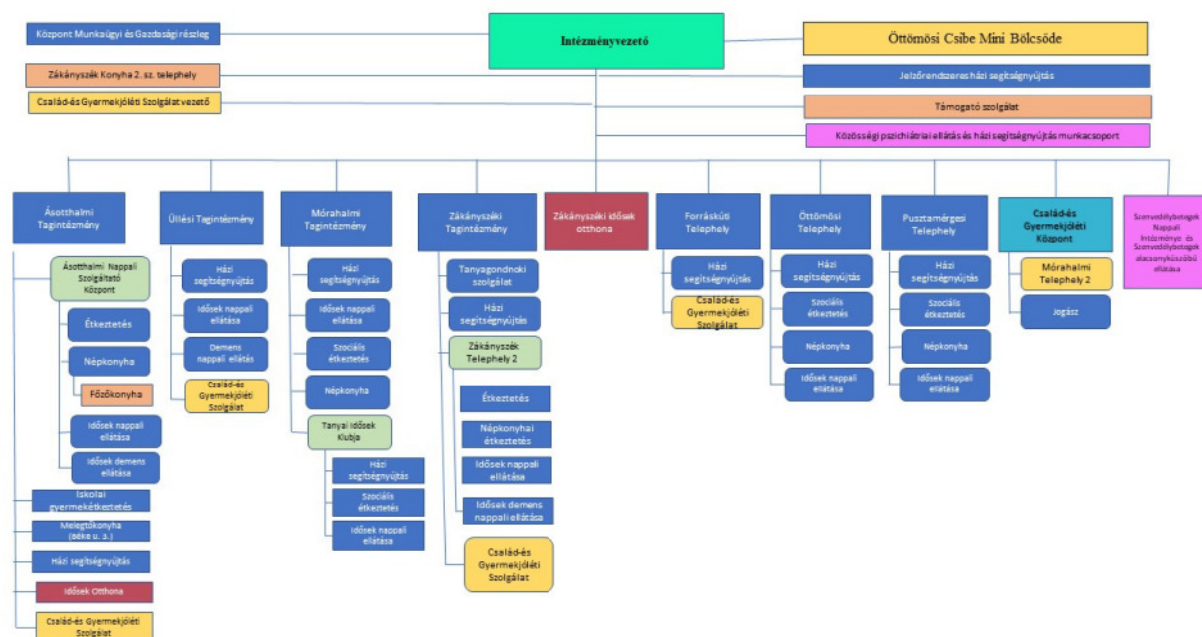 Központ Munkaügyi és Gazdasági részleg
Intézményvezető
Öttömösi Csibe Mini Bölcsőde
Zákányszék Konyha 2. sz. telephely
Jelzőrendszeres házi segítségnyújtás
Család-és Gyermekjóléti Szolgálat vezető
Támogató szolgálat
Közösségi pszichiátriai ellátás és házi segítségnyújtás munkacsoport
Ásotthalmi
Tagintézmény
Ásotthalmi Nappali
Szolgáltató
Központ
Étkeztetés
Népkonyha
Főzőkonyha
Idősek nappali
ellátása
Idősek demens
ellátása
Iskolai
gyermekétkeztetés
Melegtőkonyha
(Béke u. 3.)
Házi segítségnyújtás
Idősek Otthona
Család-és Gyermekjóléti
Szolgálat
Üllési Tagintézmény
Házi
segítségnyújtás
Idősek nappali
ellátása
Demens
nappali ellátás
Család-és
Gyermekjóléti
Szolgálat
Mórahalmi
Tagintézmény
Házi
segítségnyújtás
Idősek nappali
ellátása
Szociális
étkeztetés
Népkonyha
Tanyai Idősek
Klubja
Házi
segítségnyújtás
Szociális
étkeztetés
Idősek nappali
ellátása
Zákányszéki
Tagintézmény
Tanyagondnoki
szolgálat
Házi
segítségnyújtás
Zákányszék
Telephely 2
Étkeztetés
Népkonyhai
étkeztetés
Idősek nappali
ellátása
Idősek demens
nappali ellátása
Család-és
Gyermekjóléti
Szolgálat
Zákányszéki idősek
otthona
Forráskúti
Telephely
Házi
segítségnyújtás
Család-és
Gyermekjóléti
Szolgálat
Öttömösi
Telephely
Házi
segítségnyújtás
Szociális
étkeztetés
Népkonyha
Idősek nappali
ellátása
Pusztamérgesi
Telephely
Házi
segítségnyújtás
Szociális
étkeztetés
Népkonyha
Idősek nappali
ellátása
Család-és
Gyermekjóléti
Központ
Mórahalmi
Telephely 2
Jogász
Szenvedélybetegek
Nappali
Intézménye és
Szenvedélybetegek
alacsonyküszöbű
ellátása